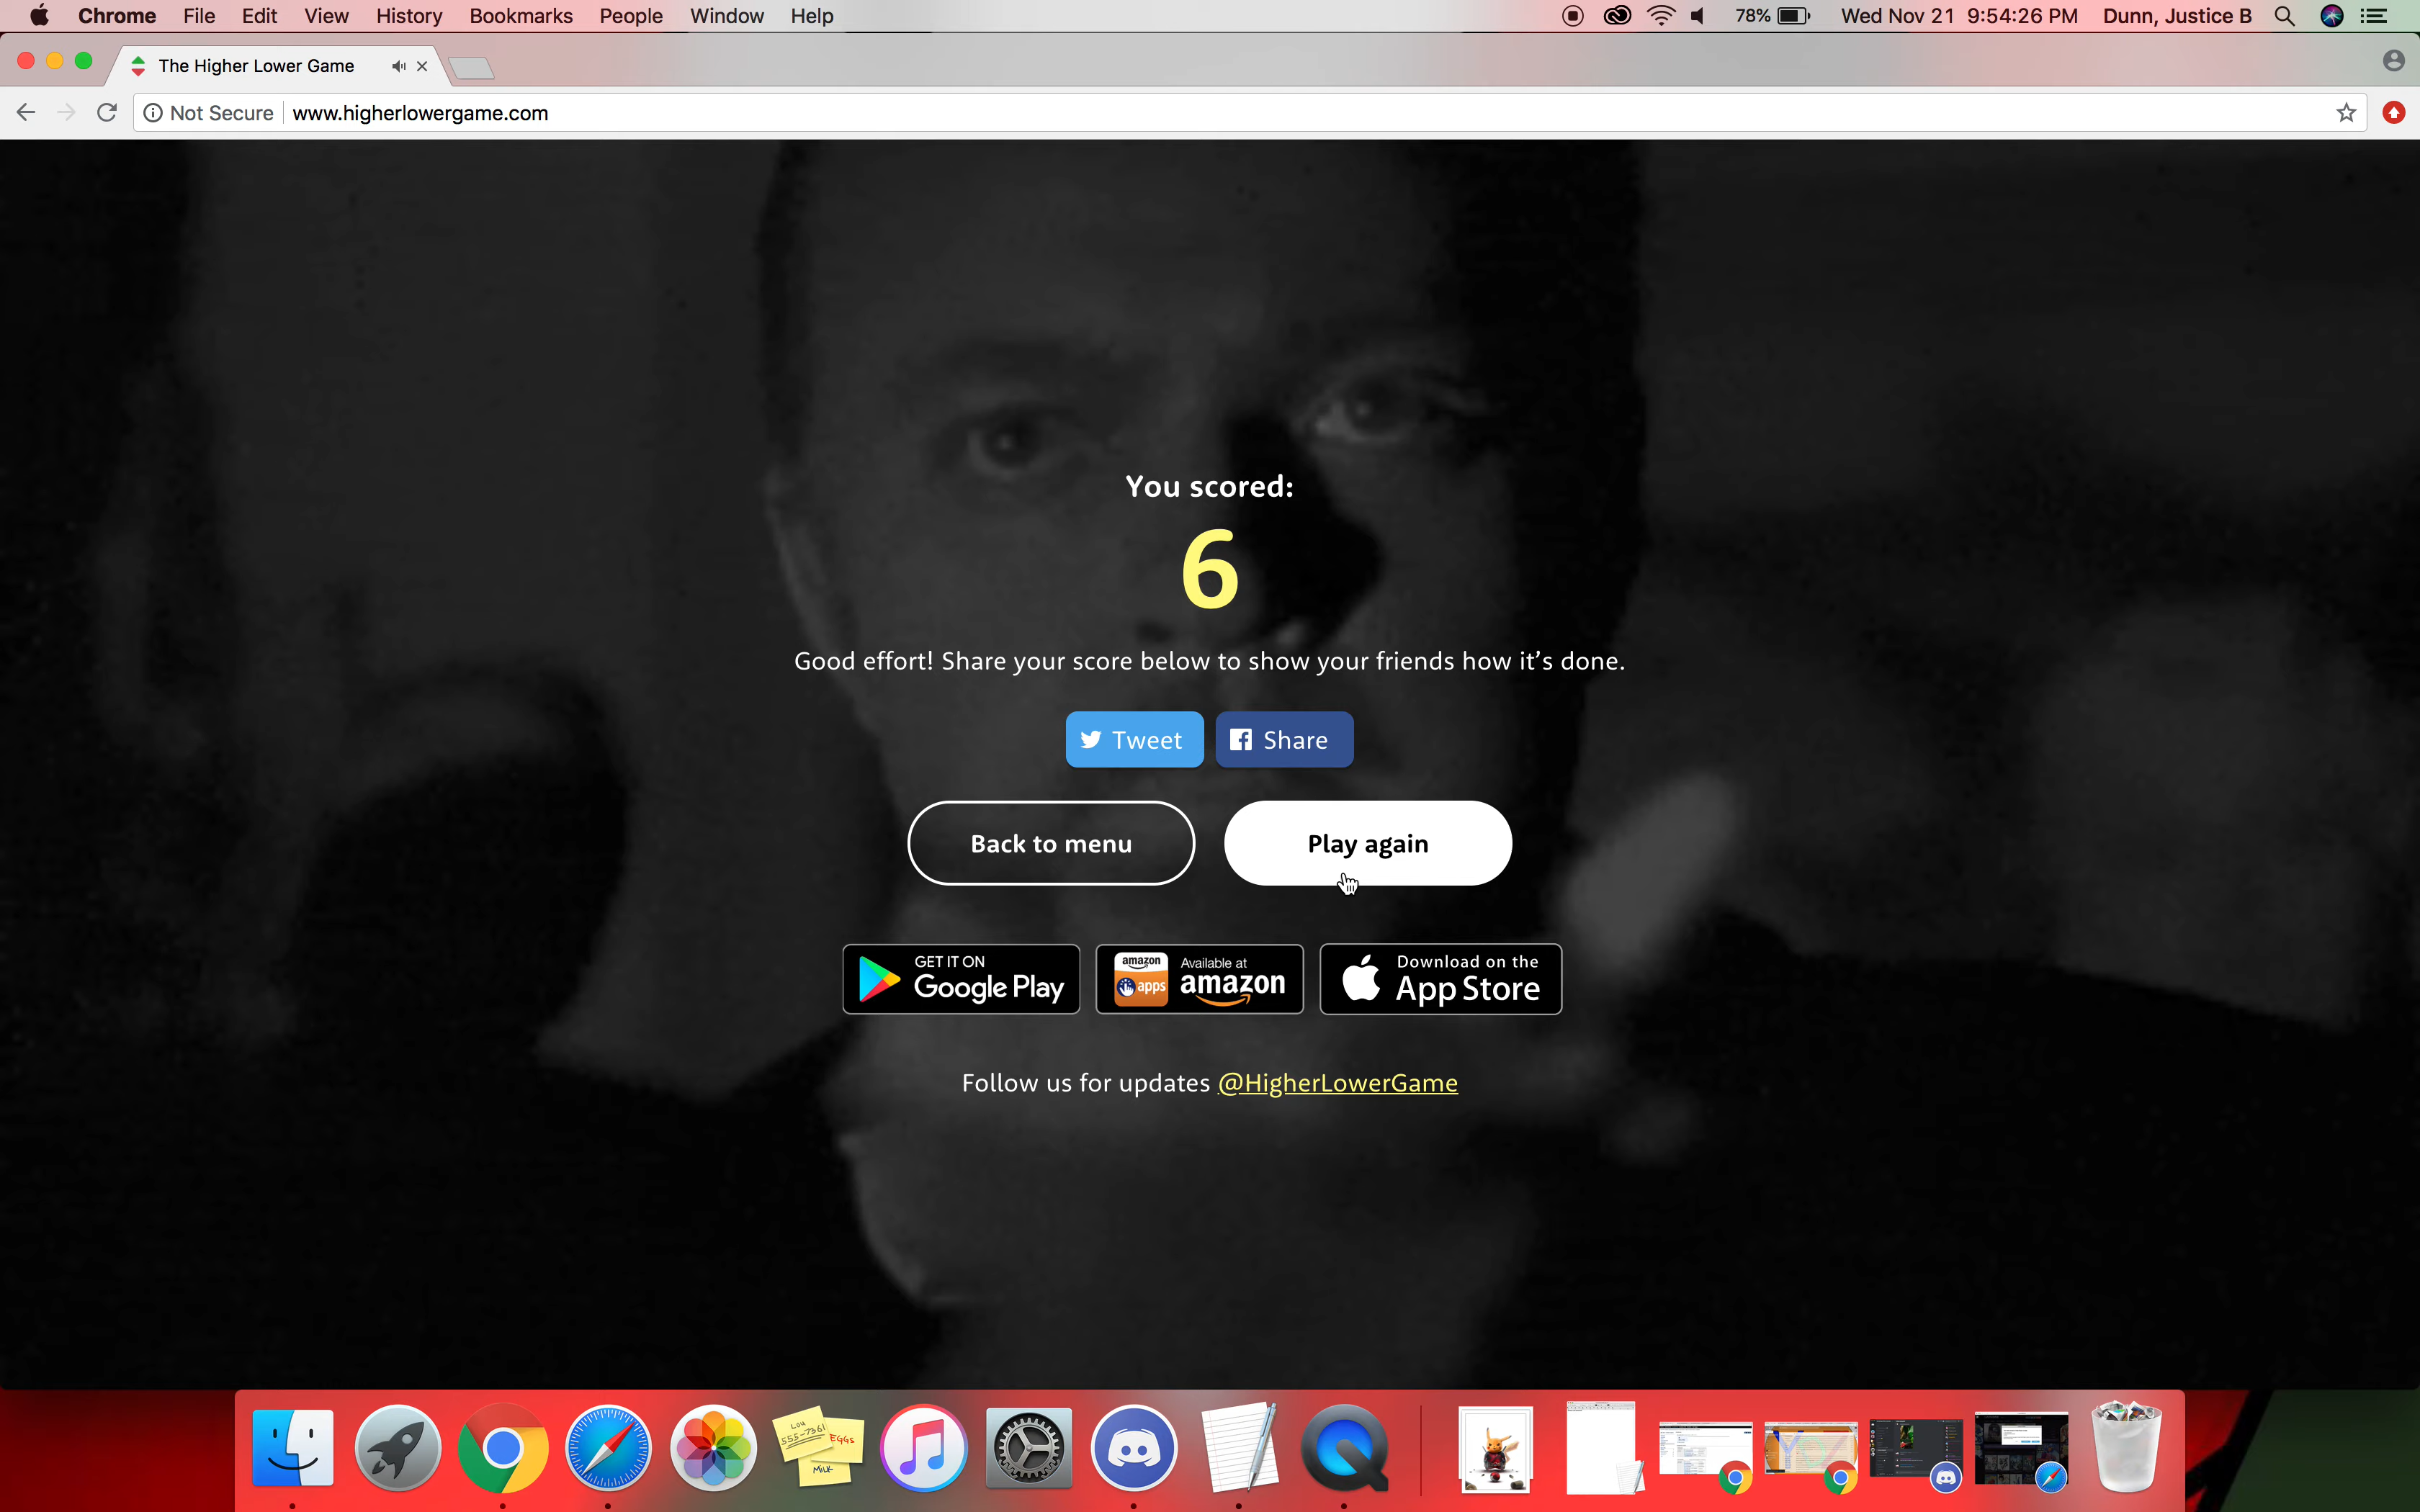 Chrome File Edit View History Bookmarks People Window Help 78% Wed Nov 21 9:54:26 PM Dunn, Justice B
The Higher Lower Game
Not Secure www.higherlowergame.com
You scored:
6
Good effort! Share your score below to show your friends how it's done.
Tweet Share
Back to menu Play again
GET IT ON
Google Play
amazon
apps
Available at
amazon
Download on the
App Store
Follow us for updates @HigherLowerGame
LOU
555-7361
EGGS
MILK